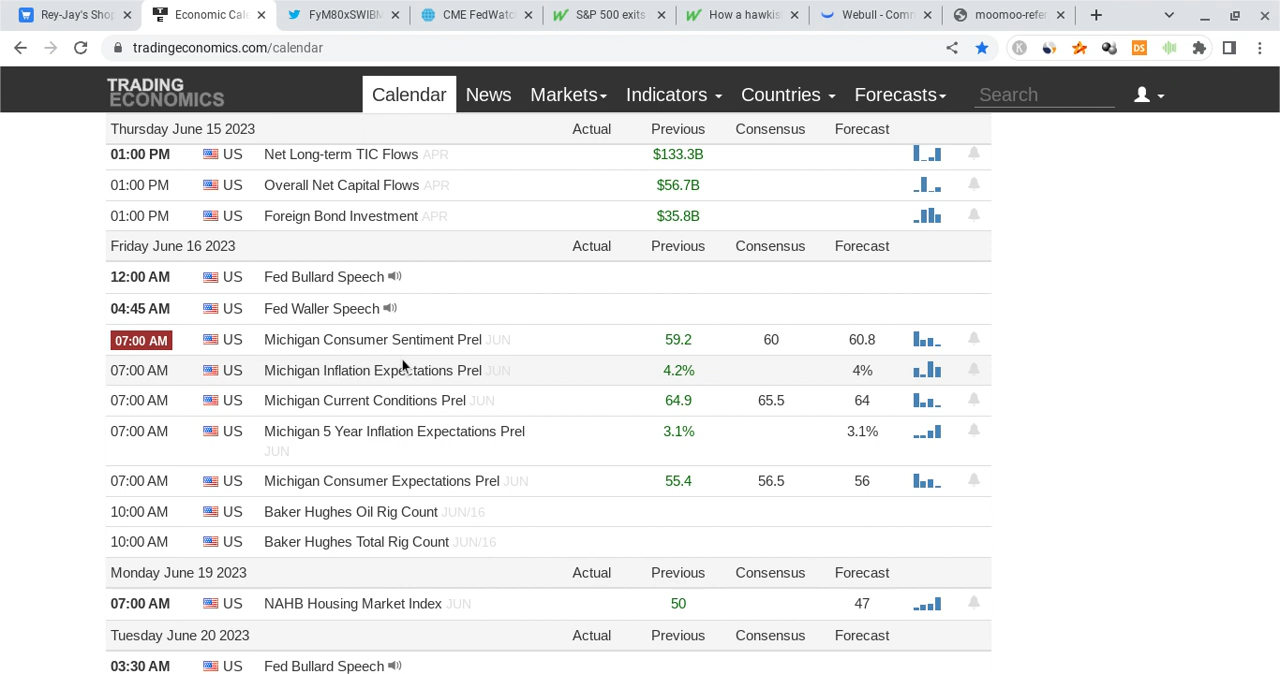 Rey-Jay's Shop
Economic Cale
FyM80xSWIBM
CME FedWatc
S&P 500 exits
How a hawkis
Webull - Comm
moomoo-refer
tradingeconomics.com/calendar
K
DS
TRADING
ECONOMICS
Calendar News Markets Indicators Countries Forecasts Search
Thursday June 15 2023 Actual Previous Consensus Forecast
01:00 PM US Net Long-term TIC Flows APR $133.3B
01:00 PM US Overall Net Capital Flows APR $56.7B
01:00 PM US Foreign Bond Investment APR $35.8B
Friday June 16 2023 Actual Previous Consensus Forecast
12:00 AM US Fed Bullard Speech
04:45 AM US Fed Waller Speech
07:00 AM US Michigan Consumer Sentiment Prel JUN 59.2 60 60.8
07:00 AM US Michigan Inflation Expectations Prel JUN 4.2% 4%
07:00 AM US Michigan Current Conditions Prel JUN 64.9 65.5 64
07:00 AM US Michigan 5 Year Inflation Expectations Prel 3.1% 3.1%
JUN
07:00 AM US Michigan Consumer Expectations Prel JUN 55.4 56.5 56
10:00 AM US Baker Hughes Oil Rig Count JUN/16
10:00 AM US Baker Hughes Total Rig Count JUN/16
Monday June 19 2023 Actual Previous Consensus Forecast
07:00 AM US NAHB Housing Market Index JUN 50 47
Tuesday June 20 2023 Actual Previous Consensus Forecast
03:30 AM US Fed Bullard Speech